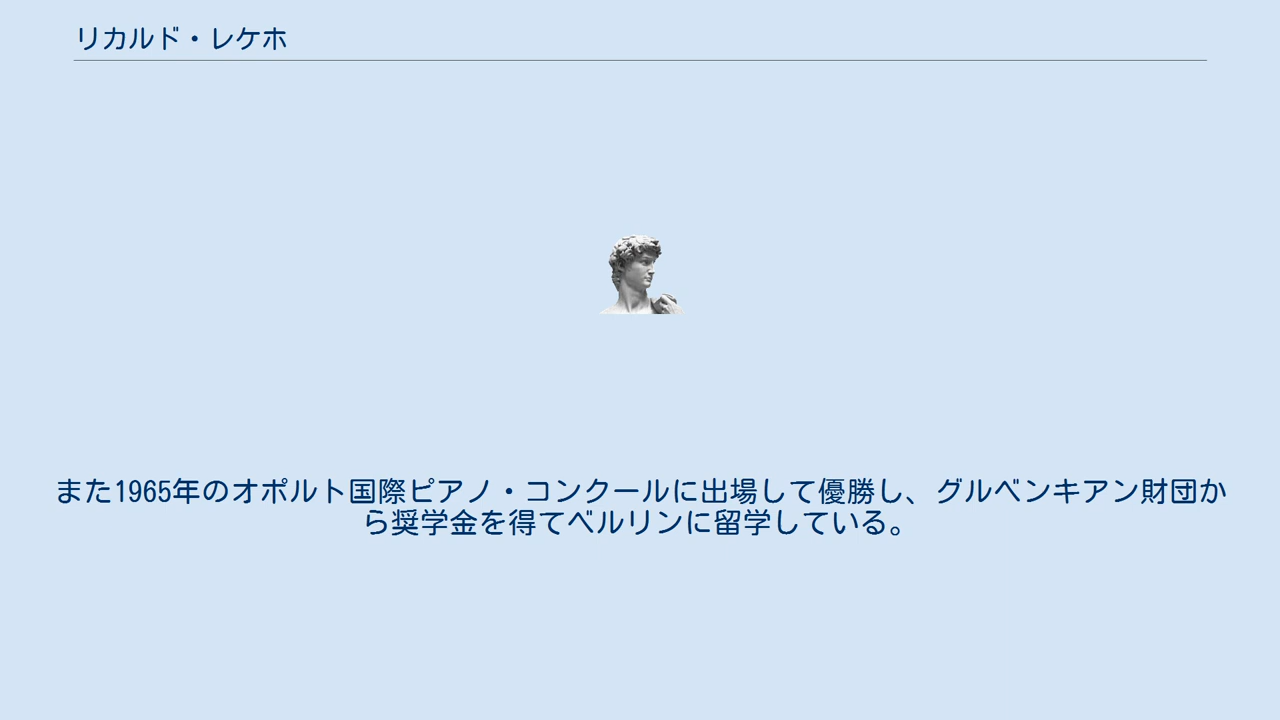 リカルド・レケホ
また1965年のオポルト国際ピアノ・コンクールに出場して優勝し、グルベンキアン財団か
ら奨学金を得てベルリンに留学している。